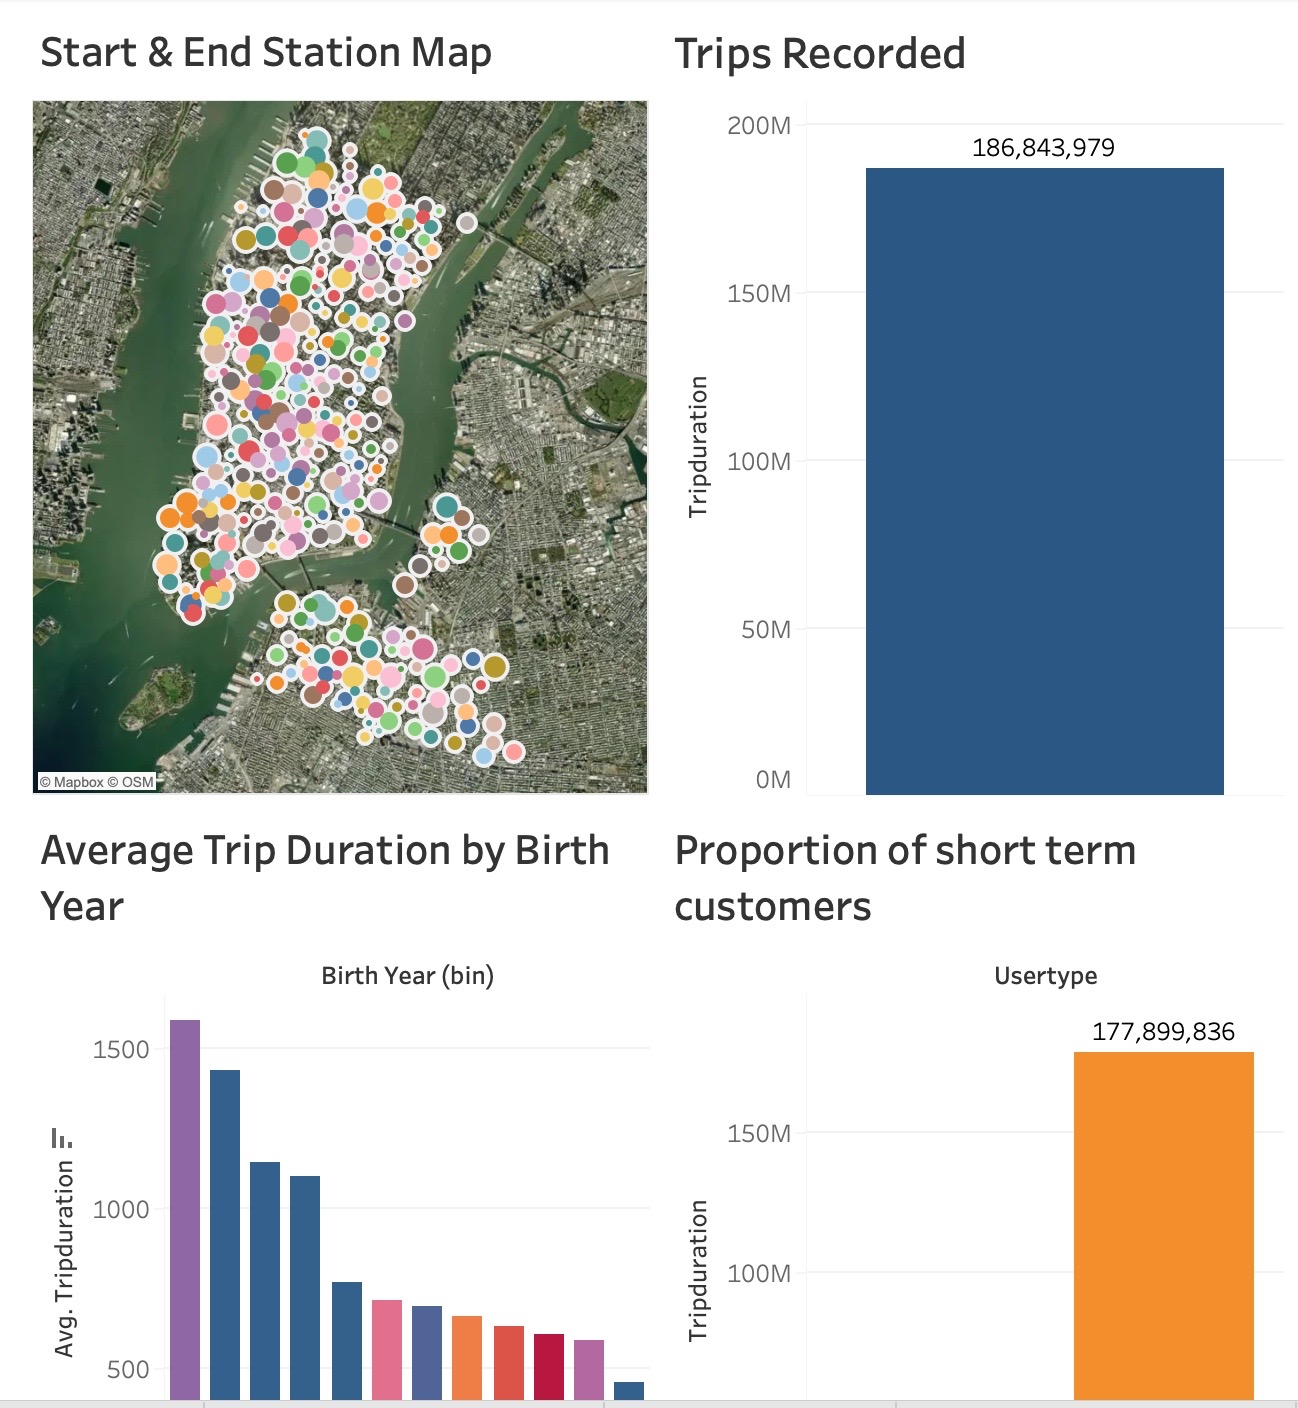 Start & End Station Map
© Mapbox © OSM
Trips Recorded
200M
186,843,979
150M
100M
50M
0M
Tripduration
Average Trip Duration by Birth
Year
Birth Year (bin)
1500
1000
500
Avg. Tripduration
Proportion of short term
customers
Usertype
177,899,836
150M
100M
Tripduration